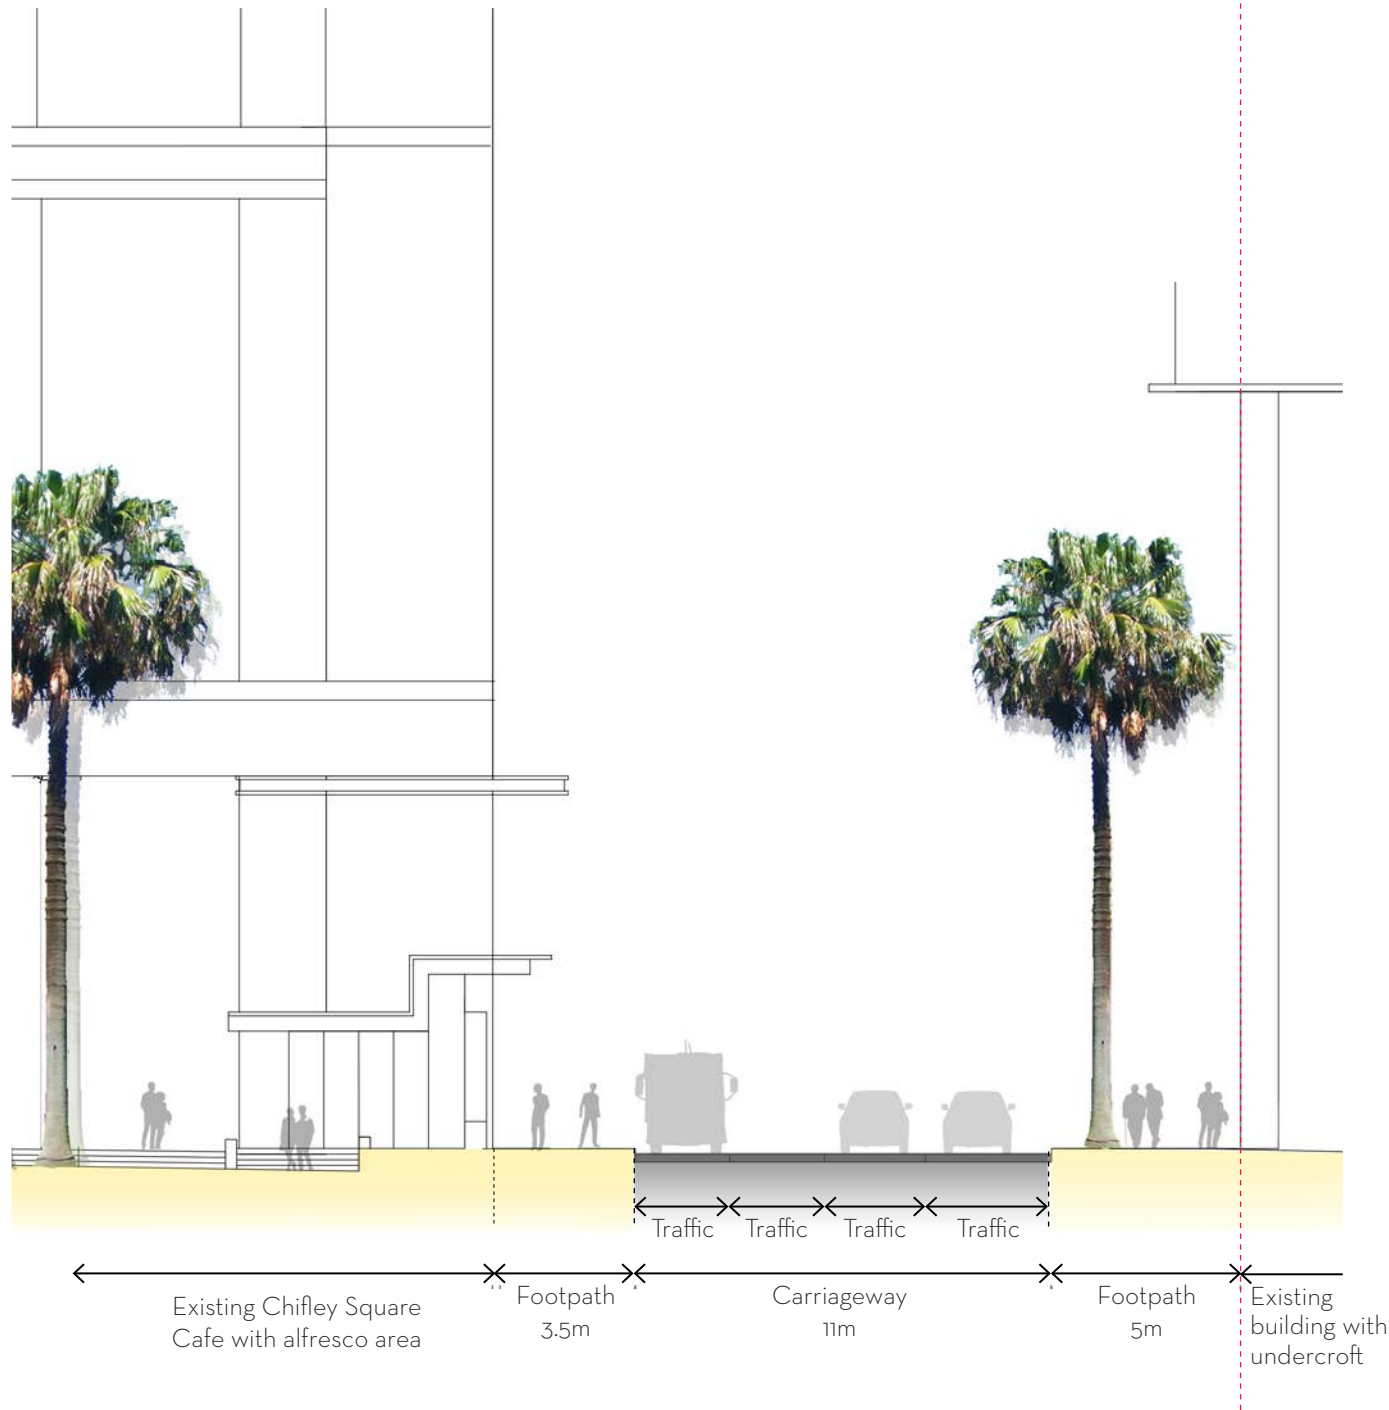 Traffic
Traffic
Traffic
Traffic
Existing Chifley Square
Cafe with alfresco area
Footpath
3.5m
Carriageway
11m
Footpath
5m
Existing
building with
undercroft